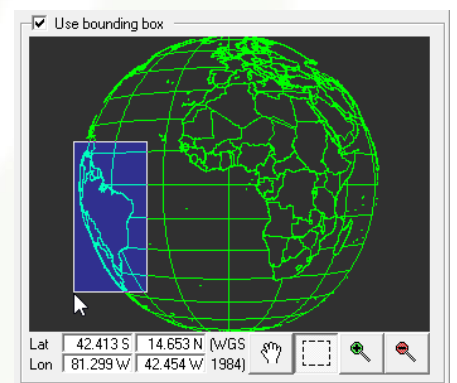 Use bounding box
Lat 42.413 S 14.653 N (WGS
Lon 81.299 W 42.454 W 1984)